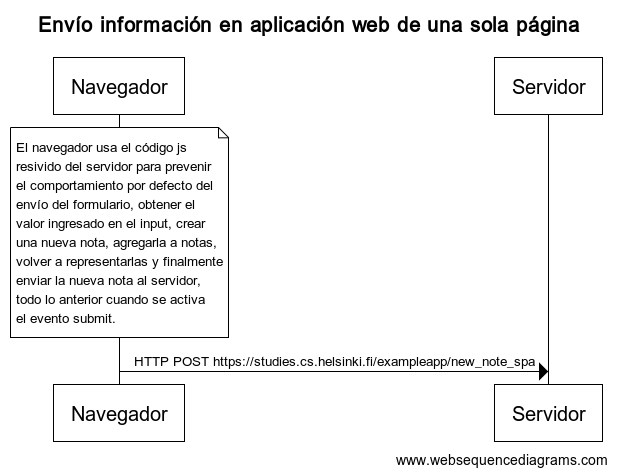 Envío información en aplicación web de una sola página
Navegador
Servidor
El navegador usa el código js
resivido del servidor para prevenir
el comportamiento por defecto del
envío del formulario, obtener el
valor ingresado en el input, crear
una nueva nota, agregarla a notas,
volver a representarlas y finalmente
enviar la nueva nota al servidor,
todo lo anterior cuando se activa
el evento submit.
HTTP POST https://studies.cs.helsinki.fi/exampleapp/new_note_spa
Navegador
Servidor
www.websequencediagrams.com